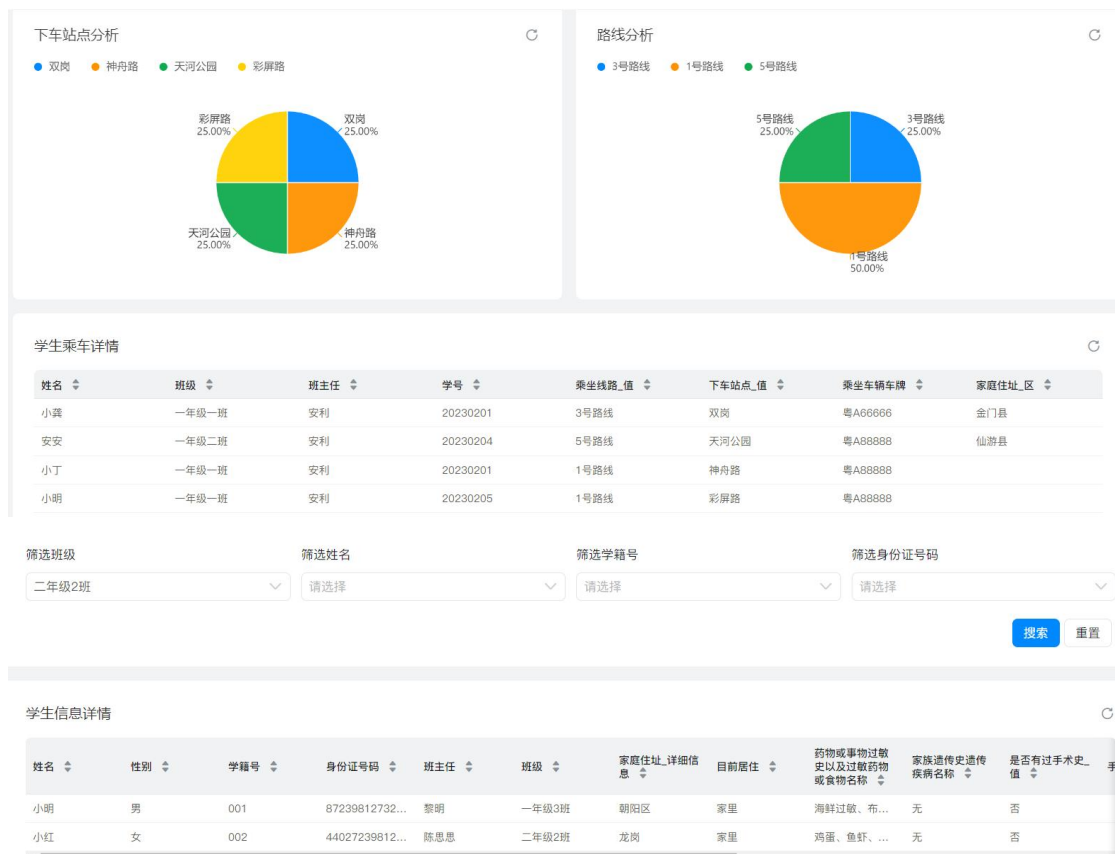 下车站点分析
双岗 神舟路 天河公园 彩屏路
彩屏路
25.00%
双岗
25.00%
天河公园
25.00%
神舟路
25.00%
路线分析
3号路线 1号路线 5号路线
5号路线
25.00%
3号路线
25.00%
1号路线
50.00%
学生乘车详情
姓名 班级 班主任 学号 乘坐线路_值 下车站点_值 乘坐车辆车牌 家庭住址_区
小龚 一年级一班 安利 20230201 3号路线 双岗 粤A66666 金门县
安安 一年级二班 安利 20230204 5号路线 天河公园 粤A88888 仙游县
小丁 一年级一班 安利 20230201 1号路线 神舟路 粤A88888
小明 一年级一班 安利 20230205 1号路线 彩屏路 粤A88888
筛选班级 筛选姓名 筛选学籍号 筛选身份证号码
二年级2班 请选择 请选择 请选择
搜索 重置
学生信息详情
姓名 性别 学籍号 身份证号码 班主任 班级 家庭住址_详细信息 目前居住 药物或事物过敏史以及过敏药物或食物名称 家族遗传史遗传疾病名称 是否有过手术史_值 手
小明 男 001 87239812732... 黎明 一年级3班 朝阳区 家里 海鲜过敏、布... 无 否
小红 女 002 44027239812... 陈思思 二年级2班 龙岗 家里 鸡蛋、鱼虾、... 无 否